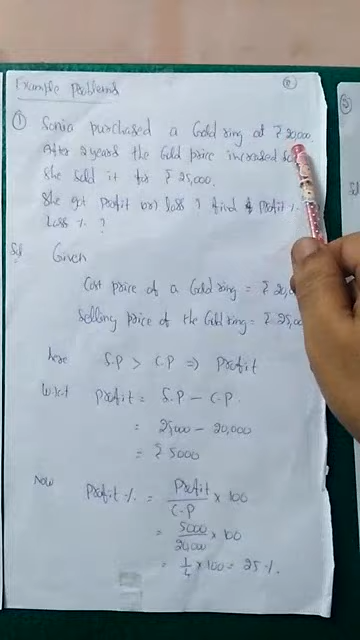 Example Problems
6
① Sonia purchased a Gold ring at ₹ 20,000.
After 2 years the Gold price increased so
She sold it for ₹ 25,000.
She got Profit (or) loss ? find Profit %
Loss % ?
Sol Given
Cost price of a Gold ring = ₹ 20,0
Selling price of the Gold ring = ₹ 25,00
here S.P > C.P ⇒ Profit
W.k.t Profit = S.P – C.P.
= 25000 – 20,000
= ₹ 5000
Now Profit % = Profit/C.P × 100
= 5000/20,000 × 100
= 1/4 × 100 = 25 %.